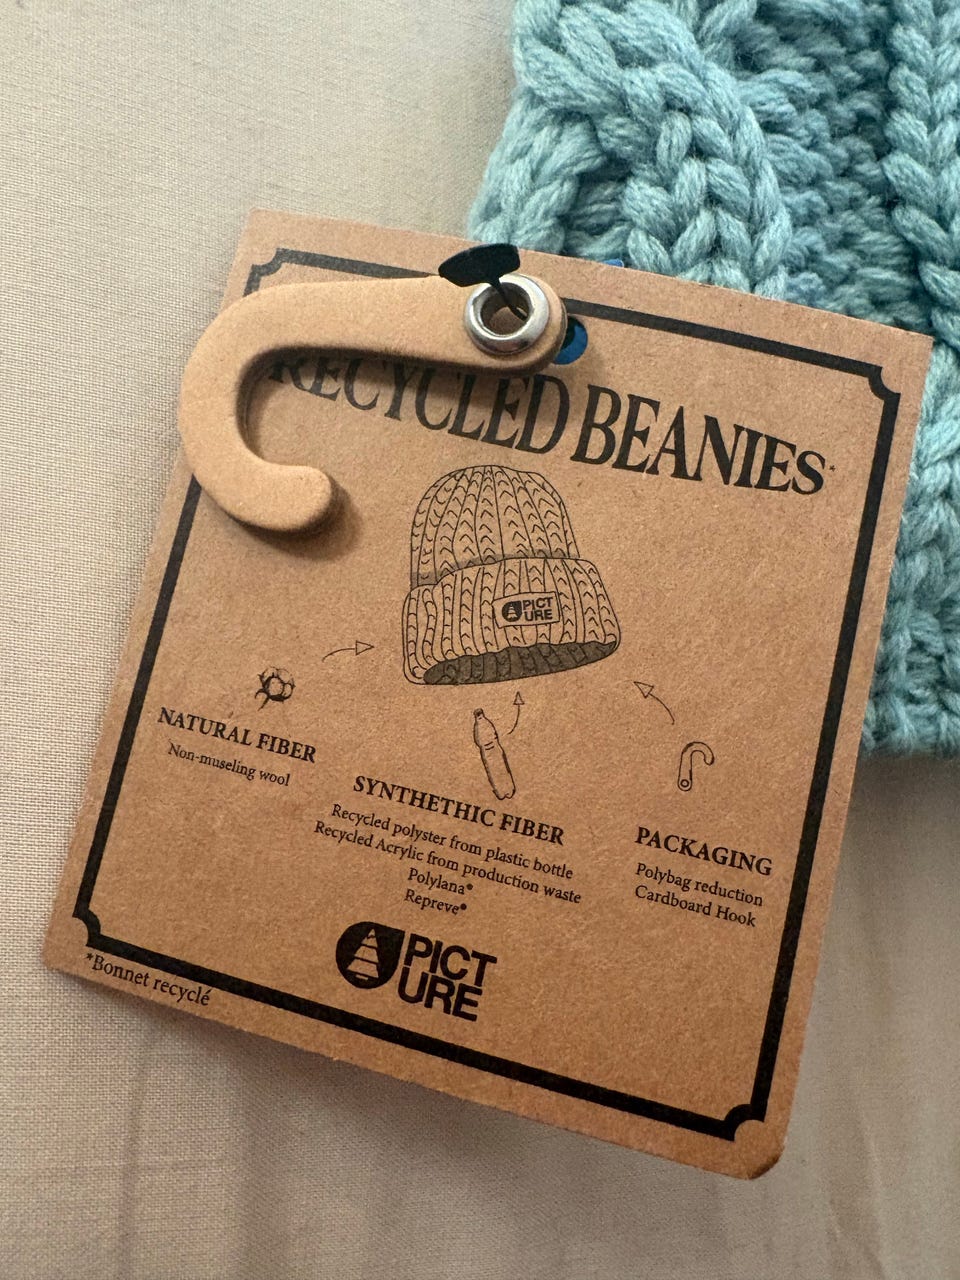 RECYCLED BEANIES*
PICT
URE
NATURAL FIBER
Non-museling wool
SYNTHETHIC FIBER
Recycled polyster from plastic bottle
Recycled Acrylic from production waste
Polylana®
Repreve®
PACKAGING
Polybag reduction
Cardboard Hook
PICT
URE
*Bonnet recyclé